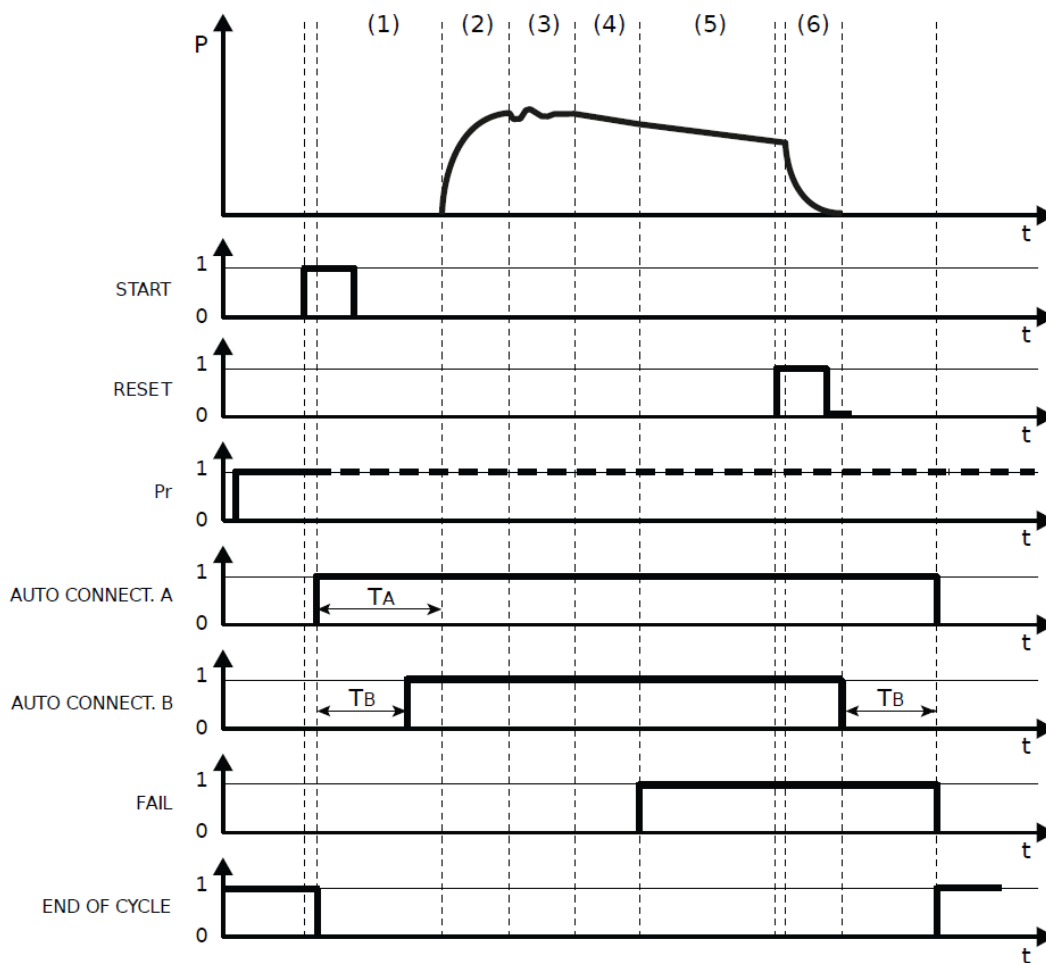 (1) (2) (3) (4) (5) (6)
P
t
1
START
0
t
1
RESET
0
t
1
Pr
0
t
1
AUTO CONNECT. A
TA
0
t
1
AUTO CONNECT. B
TB TB
0
t
1
FAIL
0
t
1
END OF CYCLE
0
t